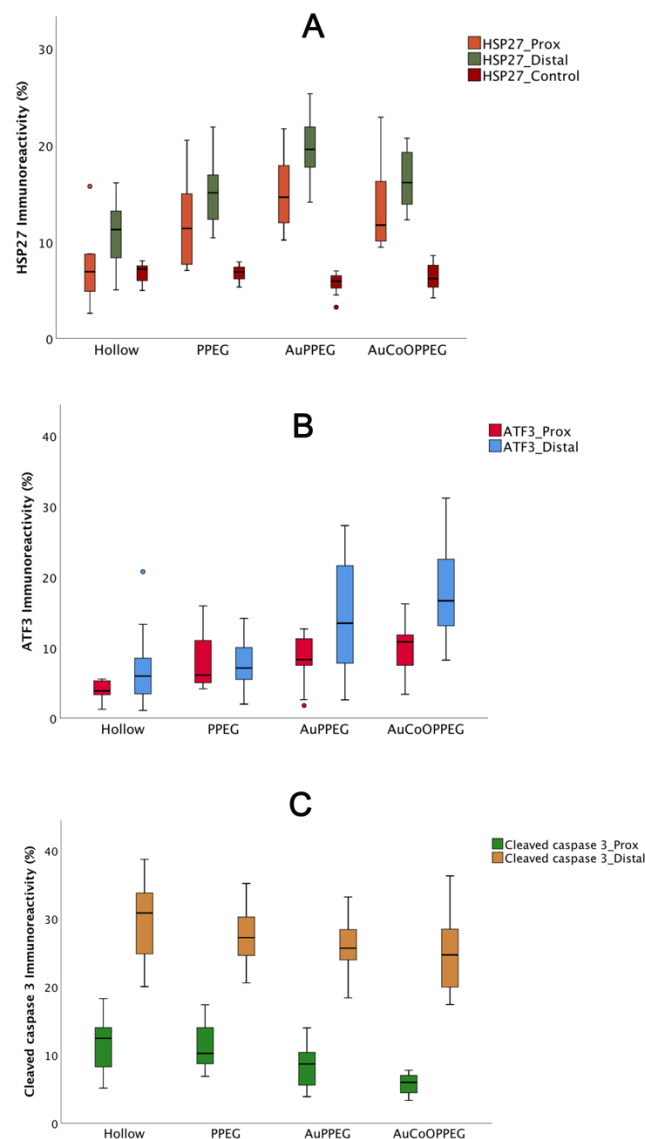 A
HSP27_Prox
HSP27_Distal
HSP27_Control
HSP27 Immunoreactivity (%)
30
20
10
0
Hollow PPEG AuPPEG AuCoOPPEG
B
ATF3_Prox
ATF3_Distal
ATF3 Immunoreactivity (%)
40
30
20
10
0
Hollow PPEG AuPPEG AuCoOPPEG
C
Cleaved caspase 3_Prox
Cleaved caspase 3_Distal
Cleaved caspase 3 Immunoreactivity (%)
40
30
20
10
0
Hollow PPEG AuPPEG AuCoOPPEG